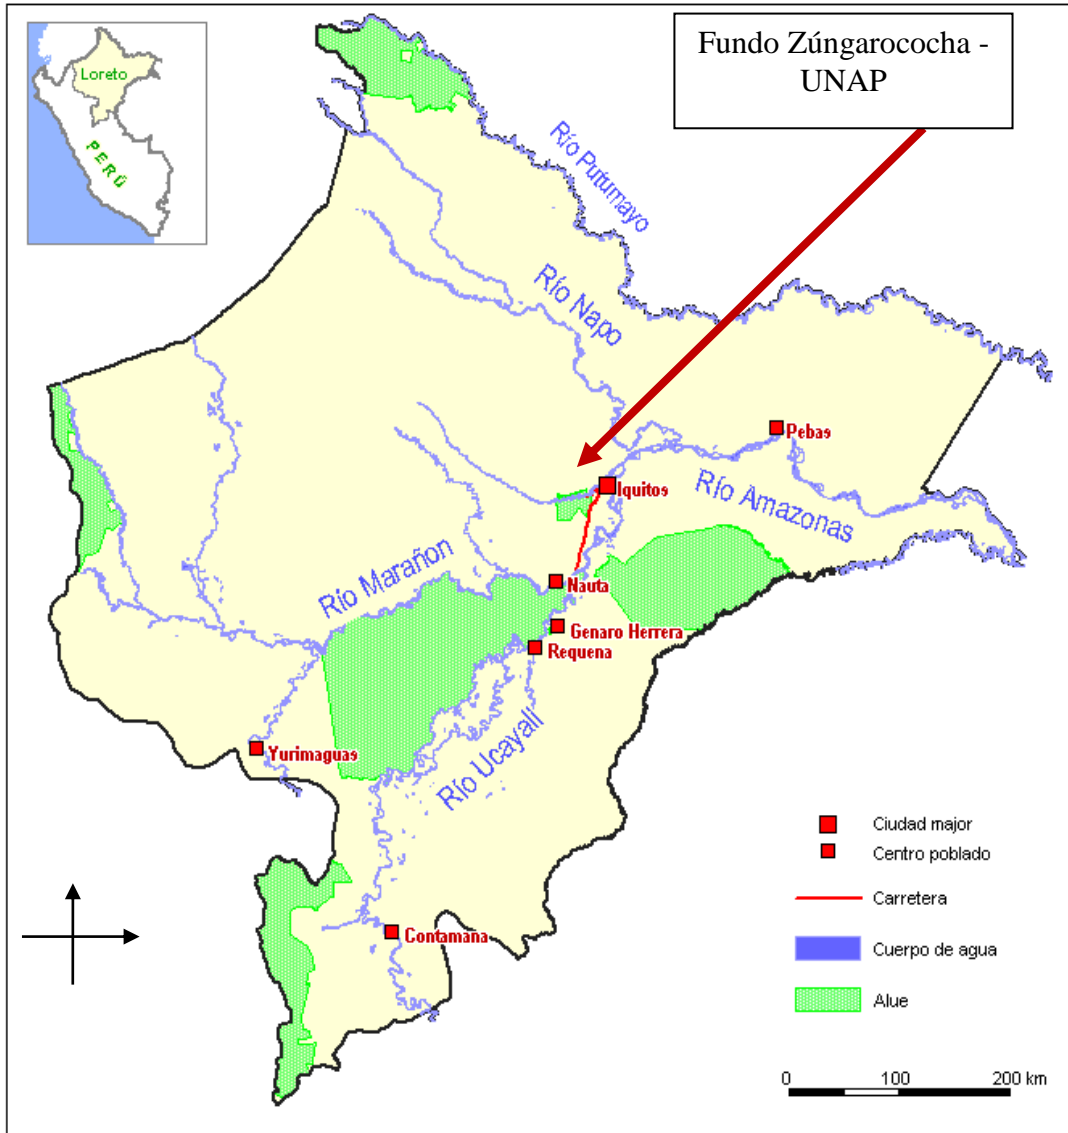 Fundo Zúngarococha -
UNAP
Loreto
PERÚ
Río Putumayo
Río Napo
Pebas
Iquitos
Río Amazonas
Río Marañon
Nauta
Genaro Herrera
Requena
Río Ucayali
Yurimaguas
Contamana
Ciudad major
Centro poblado
Carretera
Cuerpo de agua
Alue
0 100 200 km